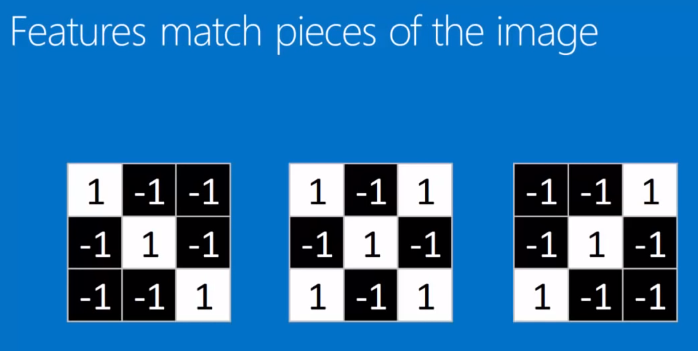 Features match pieces of the image
1 -1 -1 1 -1 1 -1 -1 1
-1 1 -1 -1 1 -1 -1 1 -1
-1 -1 1 1 -1 1 1 -1 -1